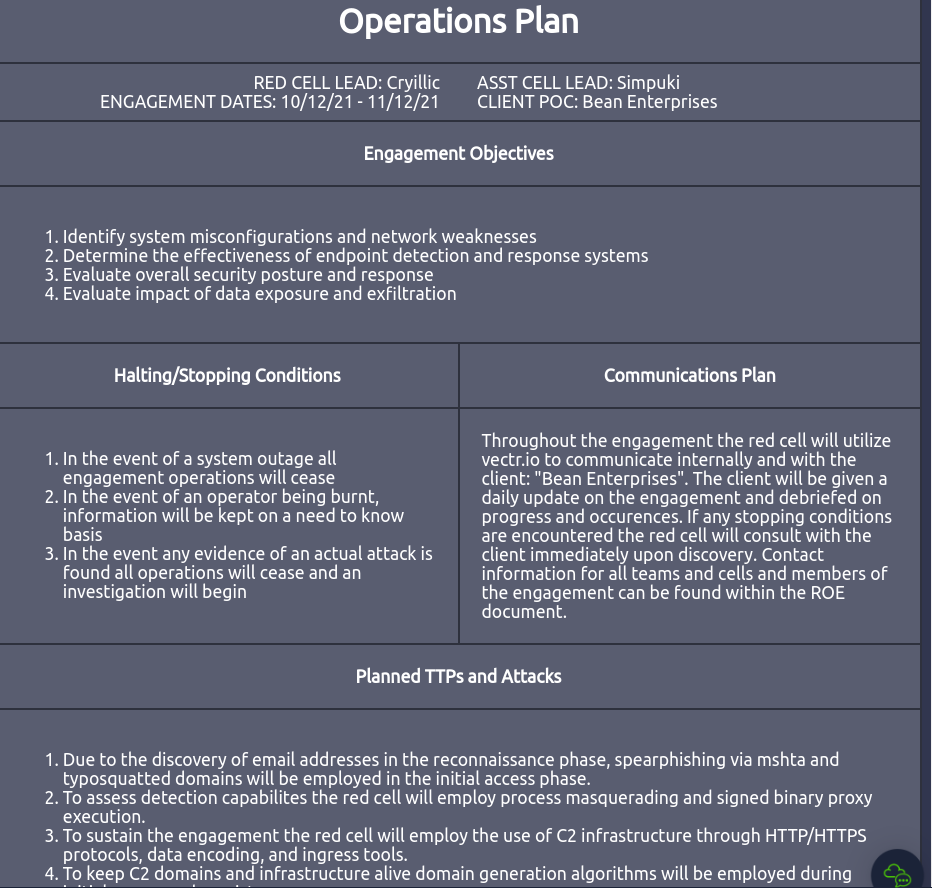 Operations Plan
RED CELL LEAD: Cryillic
ENGAGEMENT DATES: 10/12/21 - 11/12/21
ASST CELL LEAD: Simpuki
CLIENT POC: Bean Enterprises
Engagement Objectives
1. Identify system misconfigurations and network weaknesses
2. Determine the effectiveness of endpoint detection and response systems
3. Evaluate overall security posture and response
4. Evaluate impact of data exposure and exfiltration
Halting/Stopping Conditions
1. In the event of a system outage all
engagement operations will cease
2. In the event of an operator being burnt,
information will be kept on a need to know
basis
3. In the event any evidence of an actual attack is
found all operations will cease and an
investigation will begin
Communications Plan
Throughout the engagement the red cell will utilize
vectr.io to communicate internally and with the
client: "Bean Enterprises". The client will be given a
daily update on the engagement and debriefed on
progress and occurences. If any stopping conditions
are encountered the red cell will consult with the
client immediately upon discovery. Contact
information for all teams and cells and members of
the engagement can be found within the ROE
document.
Planned TTPs and Attacks
1. Due to the discovery of email addresses in the reconnaissance phase, spearphishing via mshta and
typosquatted domains will be employed in the initial access phase.
2. To assess detection capabilites the red cell will employ process masquerading and signed binary proxy
execution.
3. To sustain the engagement the red cell will employ the use of C2 infrastructure through HTTP/HTTPS
protocols, data encoding, and ingress tools.
4. To keep C2 domains and infrastructure alive domain generation algorithms will be employed during